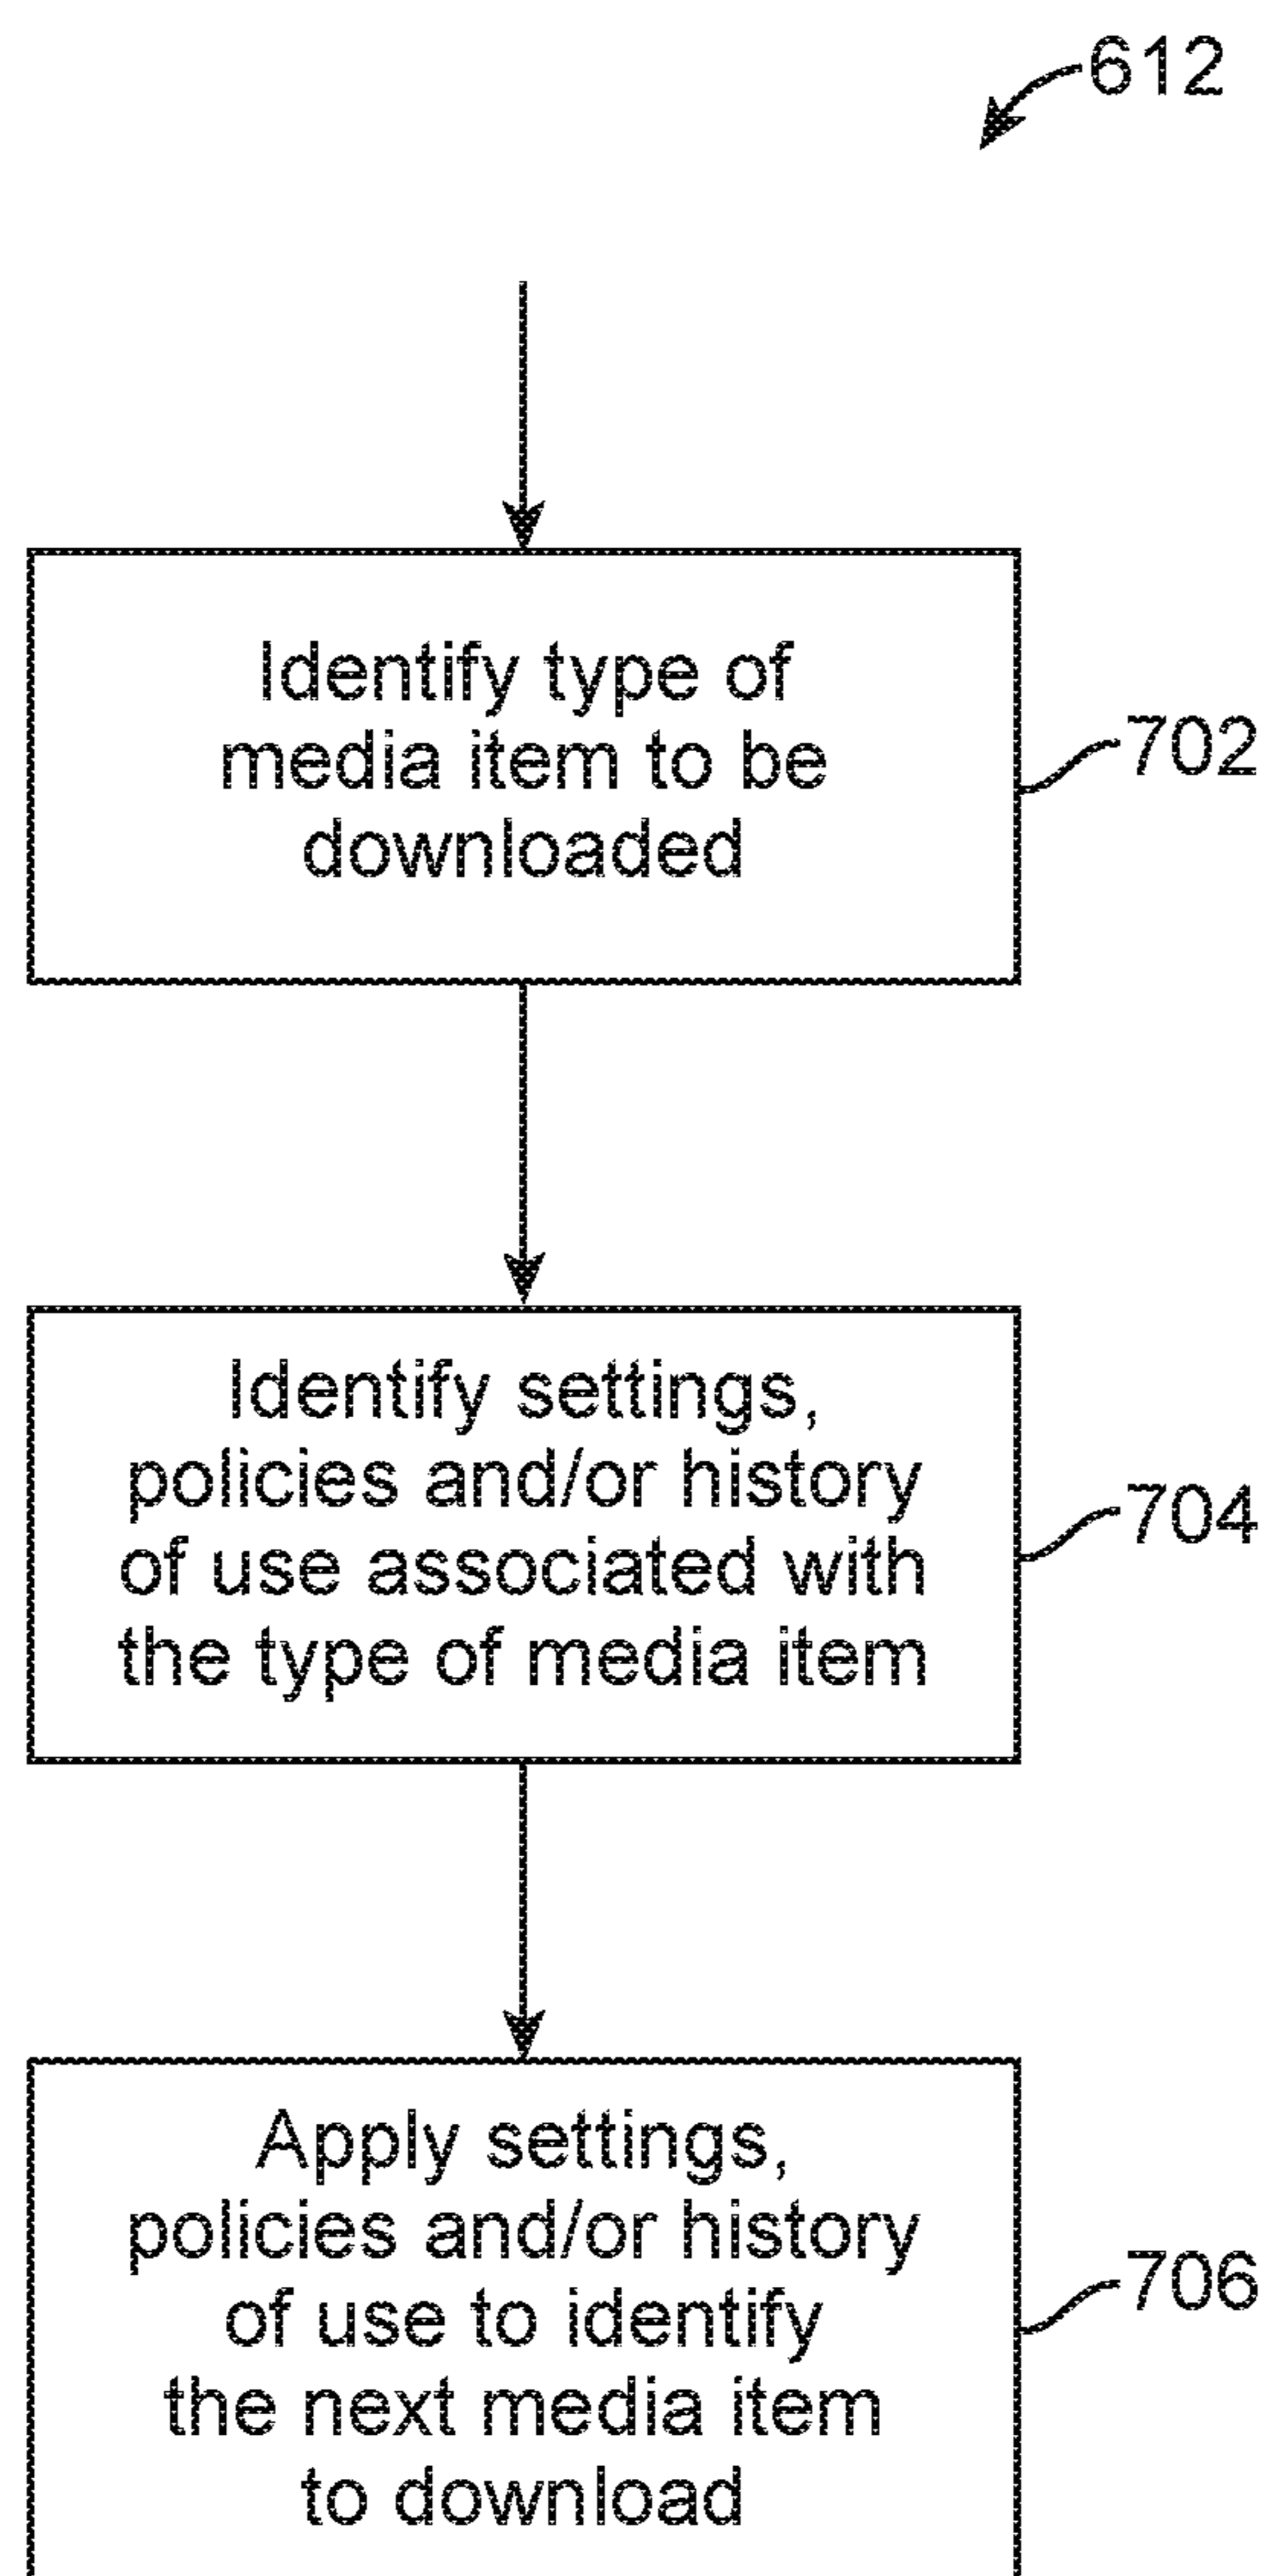 612
Identify type of
media item to be
downloaded
702
Identify settings,
policies and/or history
of use associated with
the type of media item
704
Apply settings,
policies and/or history
of use to identify
the next media item
to download
706